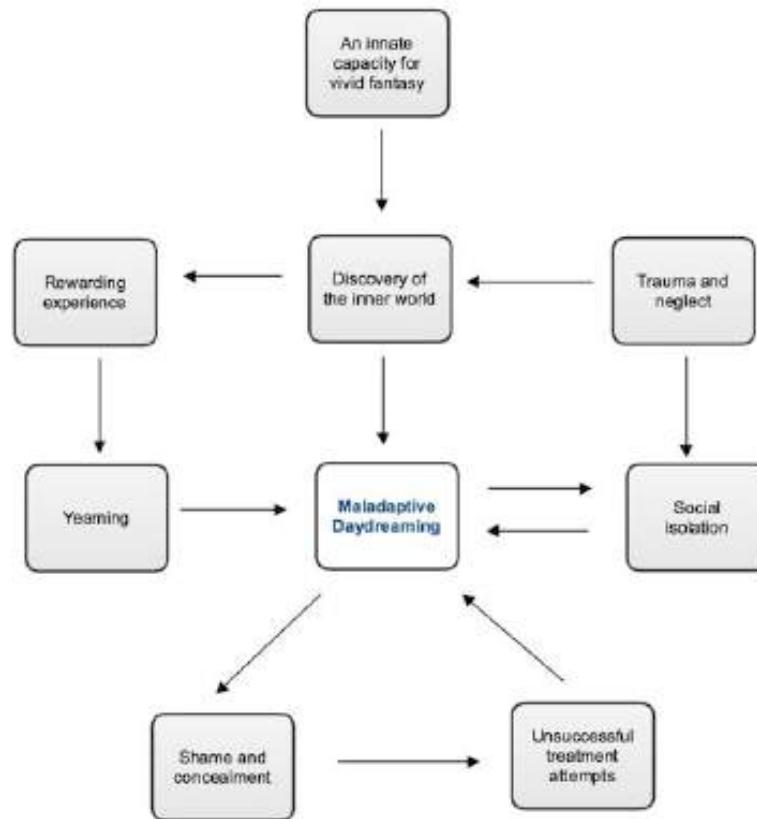 An innate
capacity for
vivid fantasy
Rewarding
experience
Discovery of
the inner world
Trauma and
neglect
Yearning
Maladaptive
Daydreaming
Social
isolation
Shame and
concealment
Unsuccessful
treatment
attempts